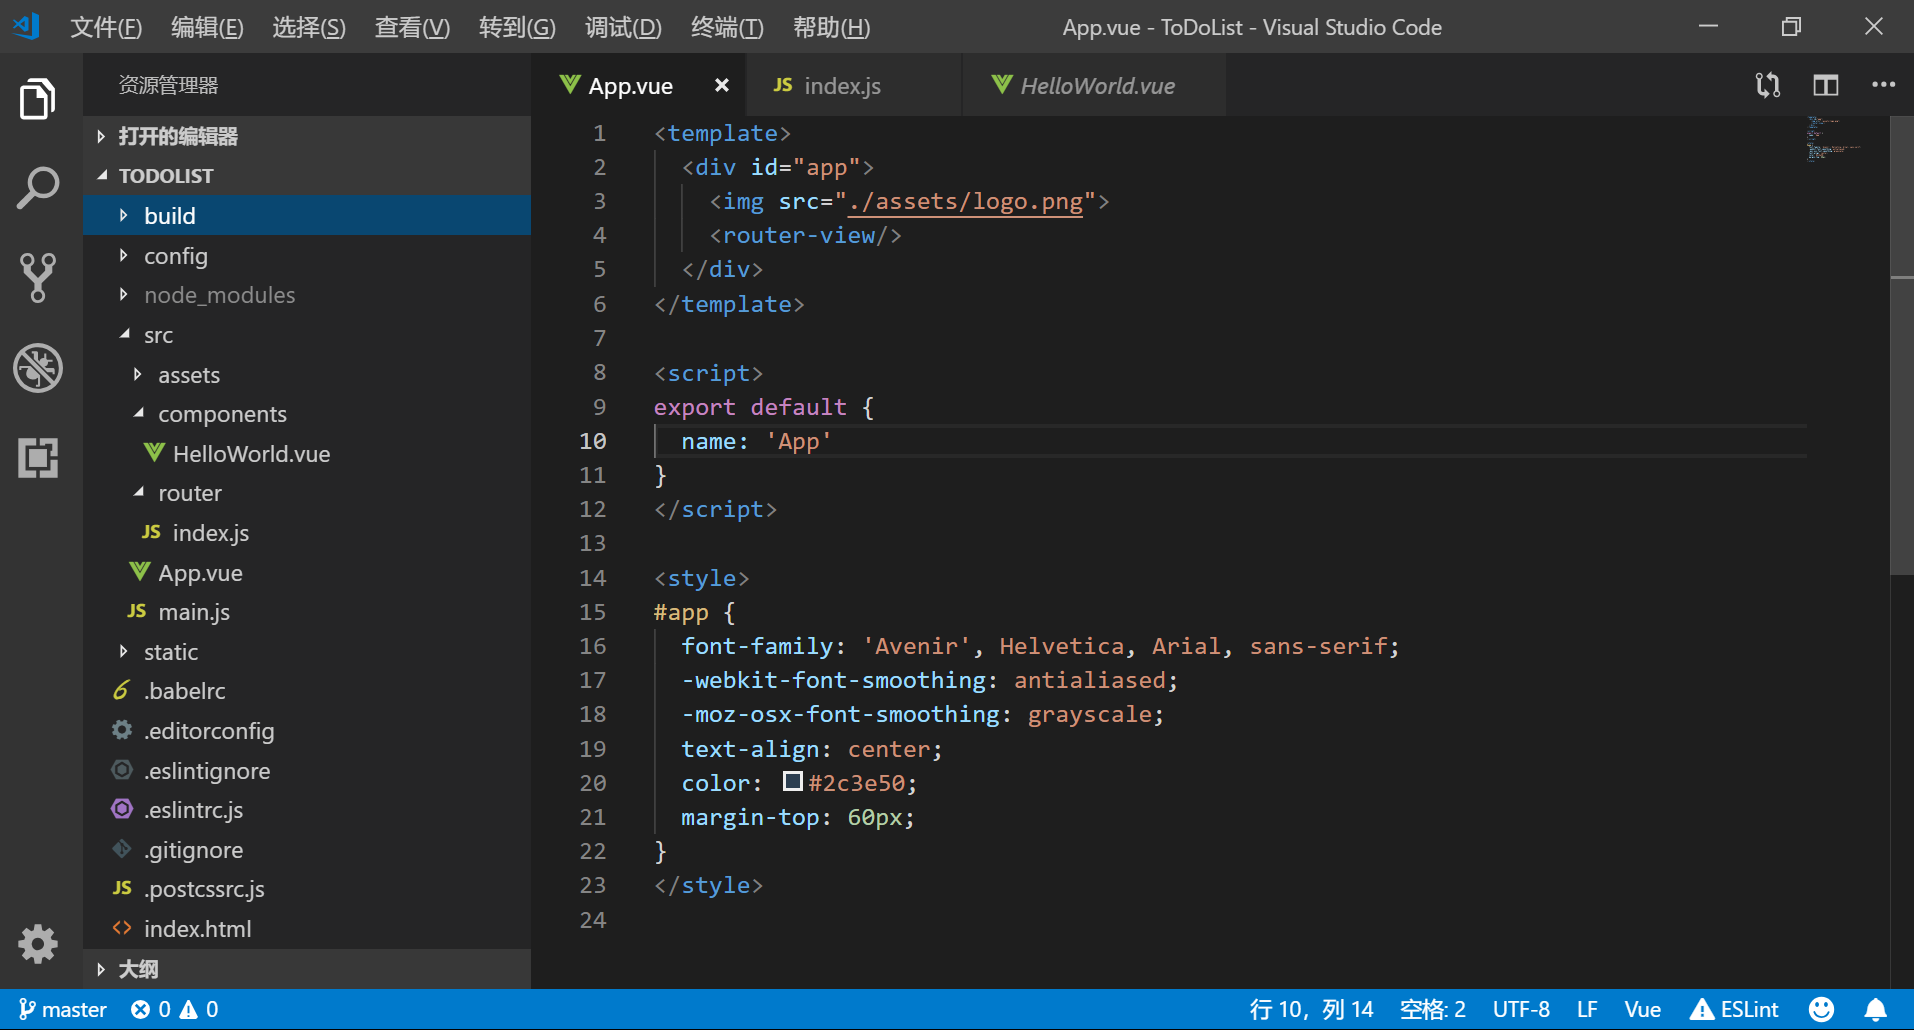 文件(F) 编辑(E) 选择(S) 查看(V) 转到(G) 调试(D) 终端(T) 帮助(H) App.vue - ToDoList - Visual Studio Code
资源管理器
打开的编辑器
TODOLIST
build
config
node_modules
src
assets
components
HelloWorld.vue
router
JS index.js
App.vue
JS main.js
static
.babelrc
.editorconfig
.eslintignore
.eslintrc.js
.gitignore
JS .postcssrc.js
<> index.html
大纲
App.vue × JS index.js HelloWorld.vue
1 <template>
2 <div id="app">
3 <img src="./assets/logo.png">
4 <router-view/>
5 </div>
6 </template>
7
8 <script>
9 export default {
10 name: 'App'
11 }
12 </script>
13
14 <style>
15 #app {
16 font-family: 'Avenir', Helvetica, Arial, sans-serif;
17 -webkit-font-smoothing: antialiased;
18 -moz-osx-font-smoothing: grayscale;
19 text-align: center;
20 color: #2c3e50;
21 margin-top: 60px;
22 }
23 </style>
24
master 0 0 行 10，列 14 空格: 2 UTF-8 LF Vue ESLint